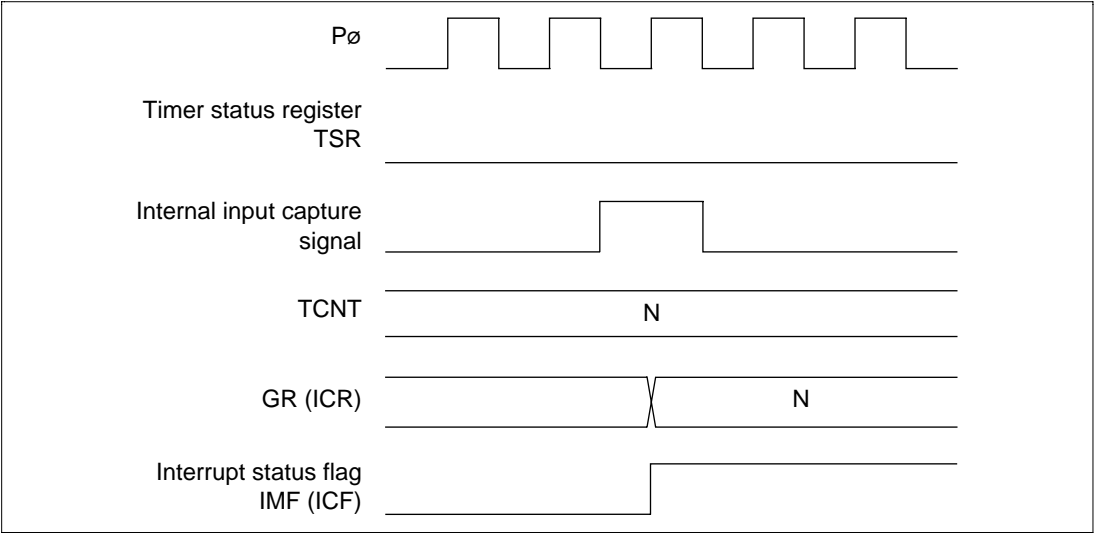 Pø
Timer status register
TSR
Internal input capture
signal
TCNT
N
GR (ICR)
N
Interrupt status flag
IMF (ICF)